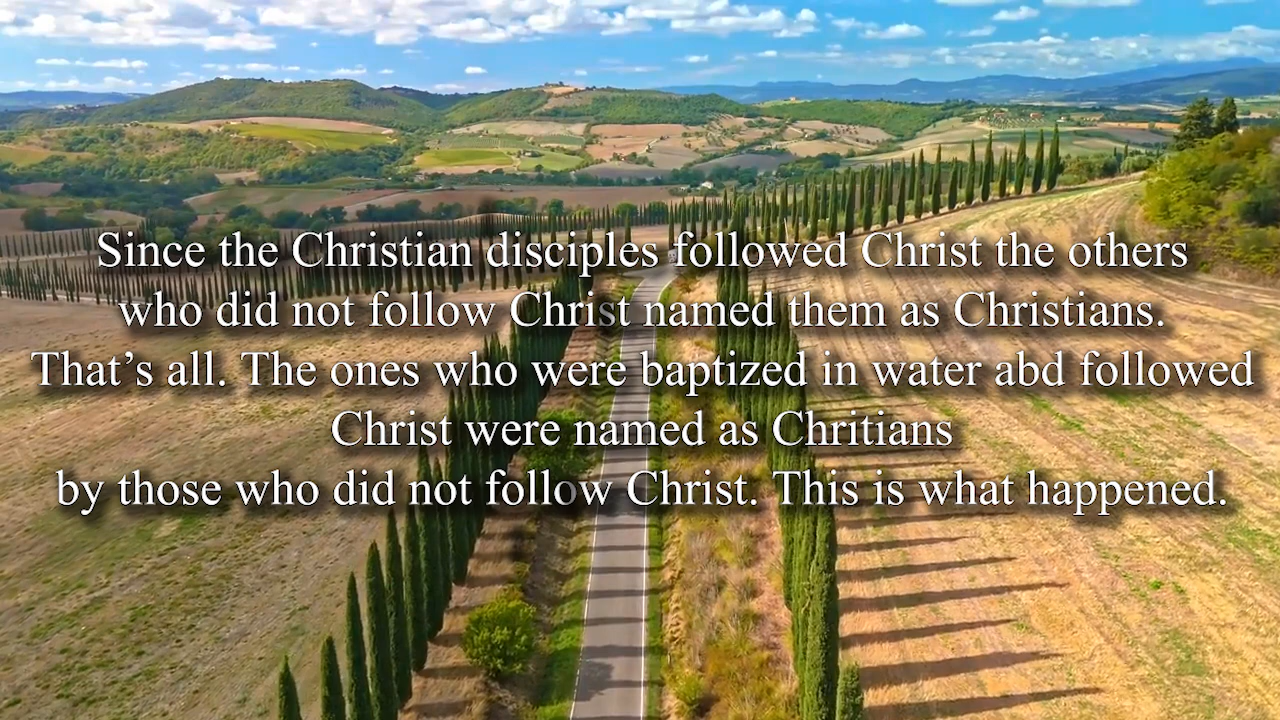 Since the Christian disciples followed Christ the others
who did not follow Christ named them as Christians.
That’s all. The ones who were baptized in water abd followed
Christ were named as Chritians
by those who did not follow Christ. This is what happened.